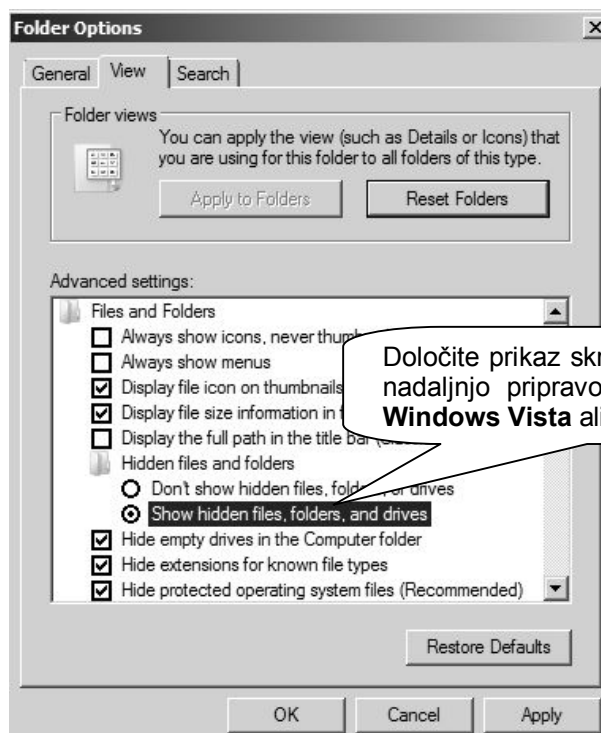 Folder Options
General View Search
Folder views
You can apply the view (such as Details or Icons) that
you are using for this folder to all folders of this type.
Apply to Folders Reset Folders
Advanced settings:
Files and Folders
Always show icons, never
Always show menus
Display file icon on thumbnails
Display file size information in
Display the full path in the title bar
Hidden files and folders
Don't show hidden files, folders, or drives
Show hidden files, folders, and drives
Hide empty drives in the Computer folder
Hide extensions for known file types
Hide protected operating system files (Recommended)
Določite prikaz
nadaljnjo pripravo
Windows Vista ali
Restore Defaults
OK Cancel Apply